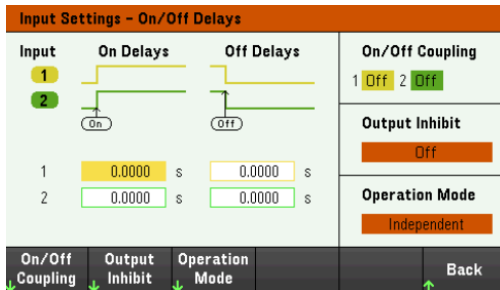 Input Settings - On/Off Delays
Input On Delays Off Delays
1
2
On Off
1 0.0000 s 0.0000 s
2 0.0000 s 0.0000 s
On/Off Coupling
1 Off 2 Off
Output Inhibit
Off
Operation Mode
Independent
On/Off Coupling
Output Inhibit
Operation Mode
Back